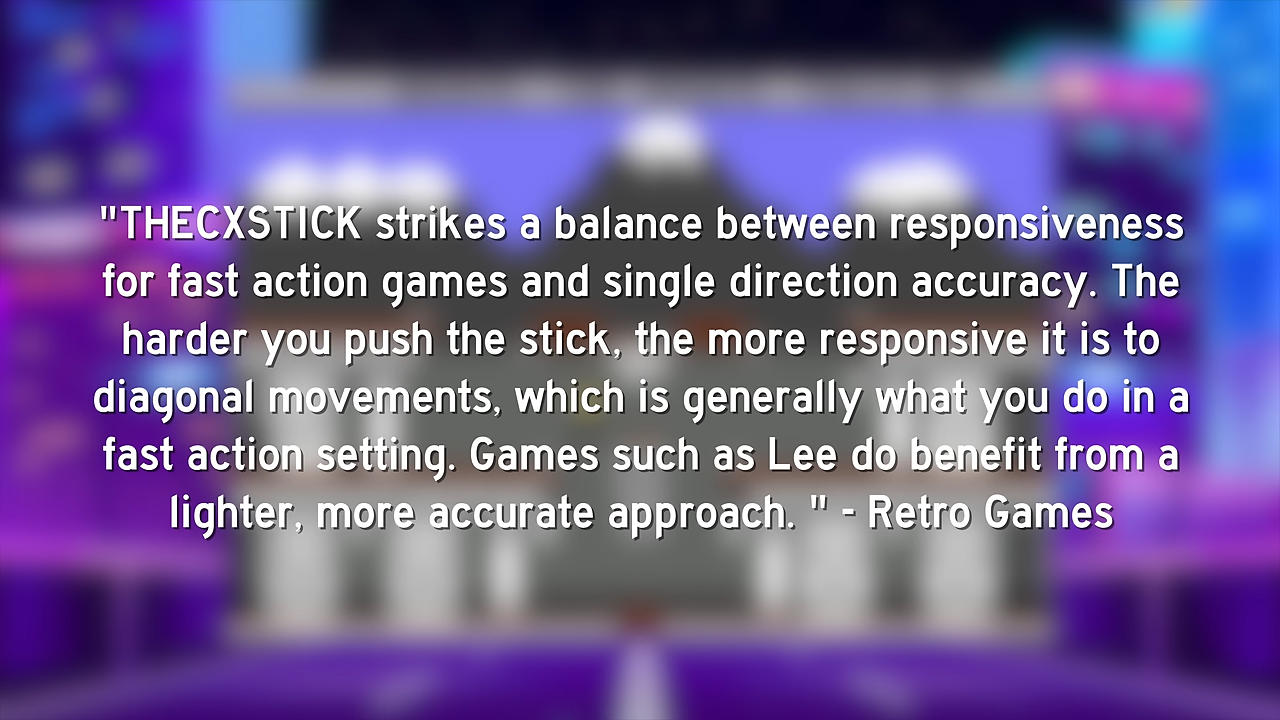 "THECXSTICK strikes a balance between responsiveness
for fast action games and single direction accuracy. The
harder you push the stick, the more responsive it is to
diagonal movements, which is generally what you do in a
fast action setting. Games such as Lee do benefit from a
lighter, more accurate approach. " - Retro Games